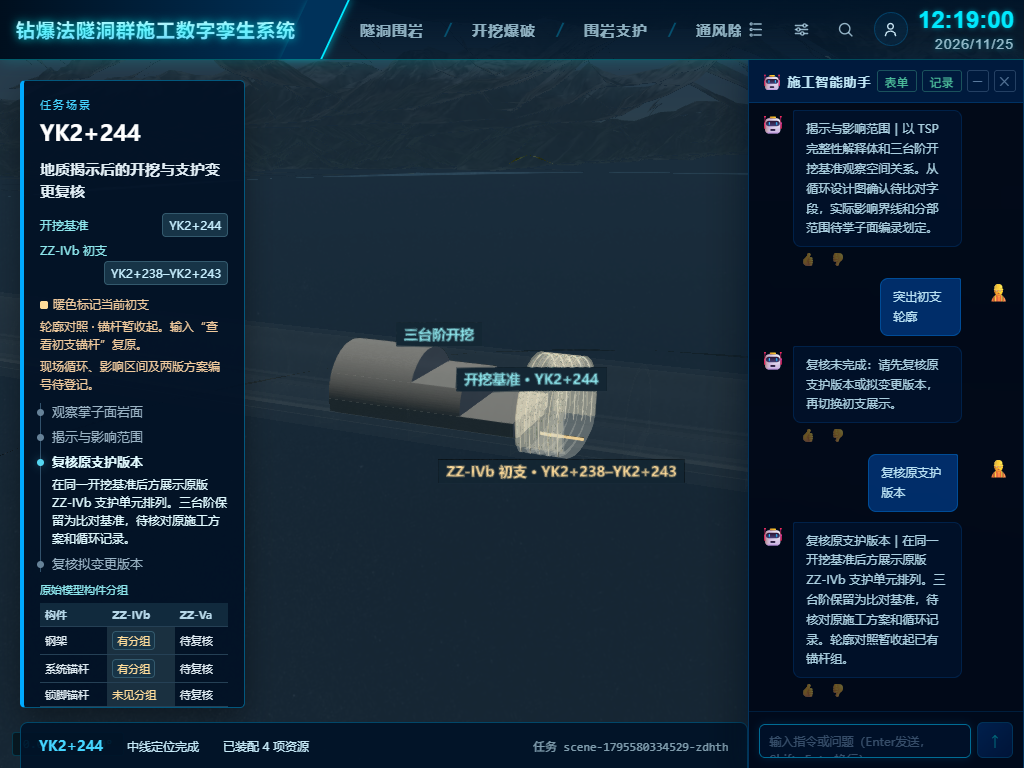 钻爆法隧洞群施工数字孪生系统
隧洞围岩 / 开挖爆破 / 围岩支护 / 通风除
12:19:00
2026/11/25
任务场景
YK2+244
地质揭示后的开挖与支护变
更复核
开挖基准 YK2+244
ZZ-IVb 初支
YK2+238—YK2+243
暖色标记当前初支
轮廓对照 · 锚杆暂收起。输入“查
看初支锚杆”复原。
现场循环、影响区间及两版方案编
号待登记。
观察掌子面岩面
揭示与影响范围
复核原支护版本
在同一开挖基准后方展示原版
ZZ-IVb 支护单元排列。三台阶保
留为比对基准，待核对原施工方
案和循环记录。
复核拟变更版本
原始模型构件分组
构件 ZZ-IVb ZZ-Va
钢架 有分组 待复核
系统锚杆 有分组 待复核
锁脚锚杆 未见分组 待复核
三台阶开挖
开挖基准 • YK2+244
ZZ-IVb 初支 • YK2+238—YK2+243
YK2+244 中线定位完成 已装配 4 项资源 任务 scene-1795580334529-zdhth
施工智能助手 表单 记录
揭示与影响范围 | 以 TSP
完整性解释体和三台阶开
挖基准观察空间关系。从
循环设计图确认待比对字
段，实际影响界线和分部
范围待掌子面编录划定。
突出初支
轮廓
复核未完成：请先复核原
支护版本或拟变更版本，
再切换初支展示。
复核原支护
版本
复核原支护版本 | 在同一
开挖基准后方展示原版
ZZ-IVb 支护单元排列。三
台阶保留为比对基准，待
核对原施工方案和循环记
录。轮廓对照暂收起已有
锚杆组。
输入指令或问题（Enter发送，